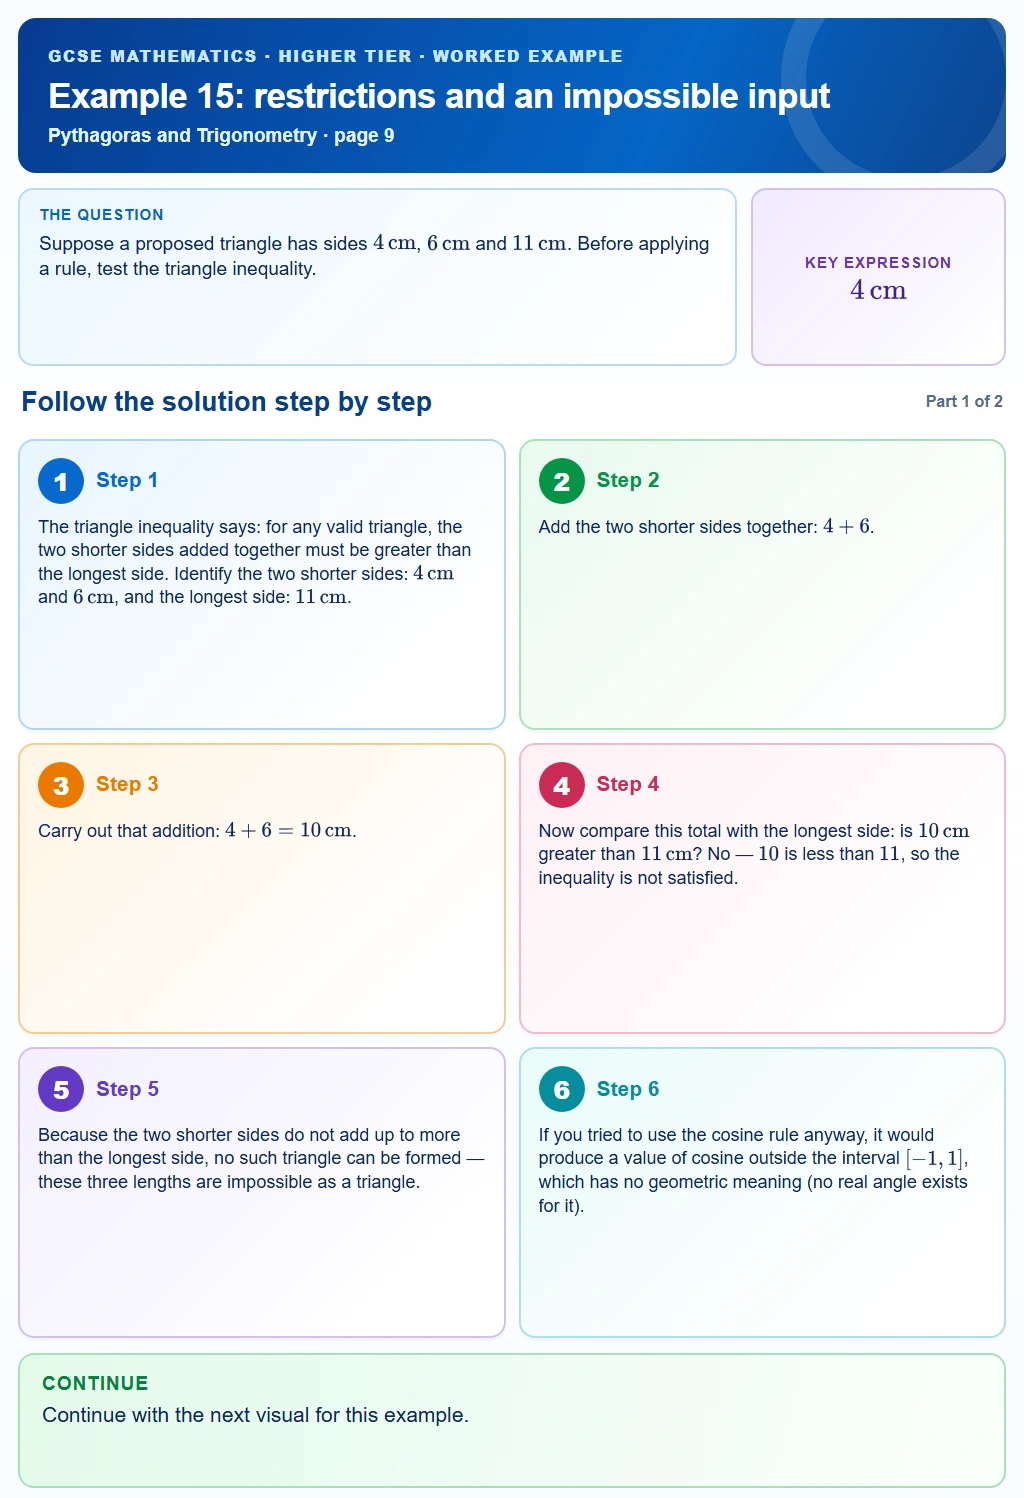 GCSE MATHEMATICS · HIGHER TIER · WORKED EXAMPLE
Example 15: restrictions and an impossible input
Pythagoras and Trigonometry · page 9
THE QUESTION
Suppose a proposed triangle has sides 4 cm, 6 cm and 11 cm. Before applying
a rule, test the triangle inequality.
KEY EXPRESSION
4 cm
Follow the solution step by step
Part 1 of 2
1 Step 1
The triangle inequality says: for any valid triangle, the
two shorter sides added together must be greater than
the longest side. Identify the two shorter sides: 4 cm
and 6 cm, and the longest side: 11 cm.
2 Step 2
Add the two shorter sides together: 4 + 6.
3 Step 3
Carry out that addition: 4 + 6 = 10 cm.
4 Step 4
Now compare this total with the longest side: is 10 cm
greater than 11 cm? No — 10 is less than 11, so the
inequality is not satisfied.
5 Step 5
Because the two shorter sides do not add up to more
than the longest side, no such triangle can be formed —
these three lengths are impossible as a triangle.
6 Step 6
If you tried to use the cosine rule anyway, it would
produce a value of cosine outside the interval [−1, 1],
which has no geometric meaning (no real angle exists
for it).
CONTINUE
Continue with the next visual for this example.